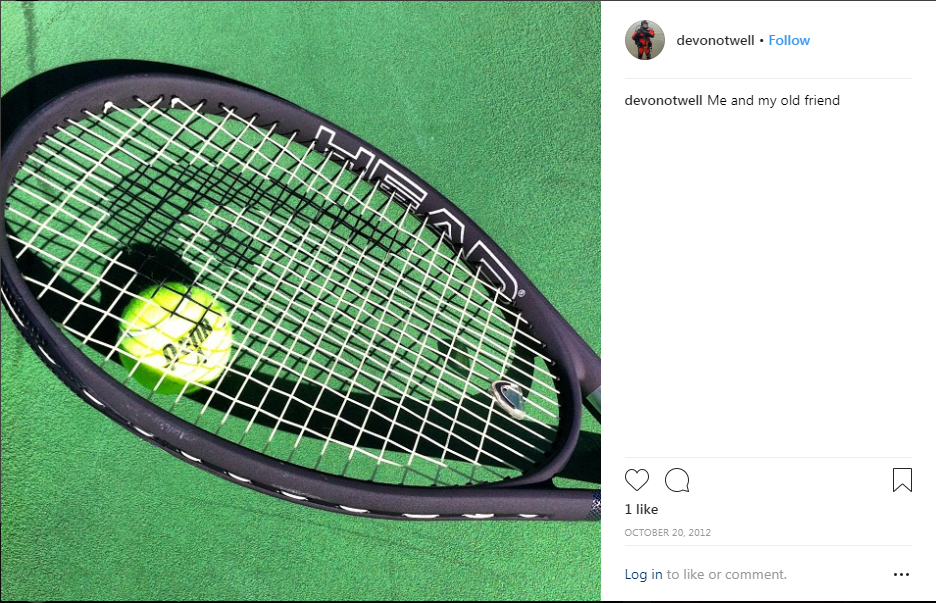 devonotwell • Follow
devonotwell Me and my old friend
HEAD®
PENN
1 like
OCTOBER 20, 2012
Log in to like or comment.